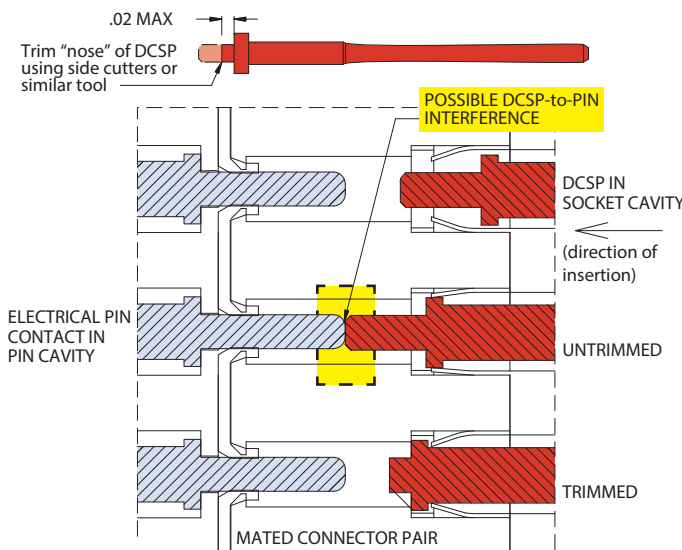 .02 MAX
Trim “nose” of DCSP
using side cutters or
similar tool
POSSIBLE DCSP-to-PIN
INTERFERENCE
DCSP IN
SOCKET CAVITY
(direction of
insertion)
ELECTRICAL PIN
CONTACT IN
PIN CAVITY
UNTRIMMED
TRIMMED
MATED CONNECTOR PAIR